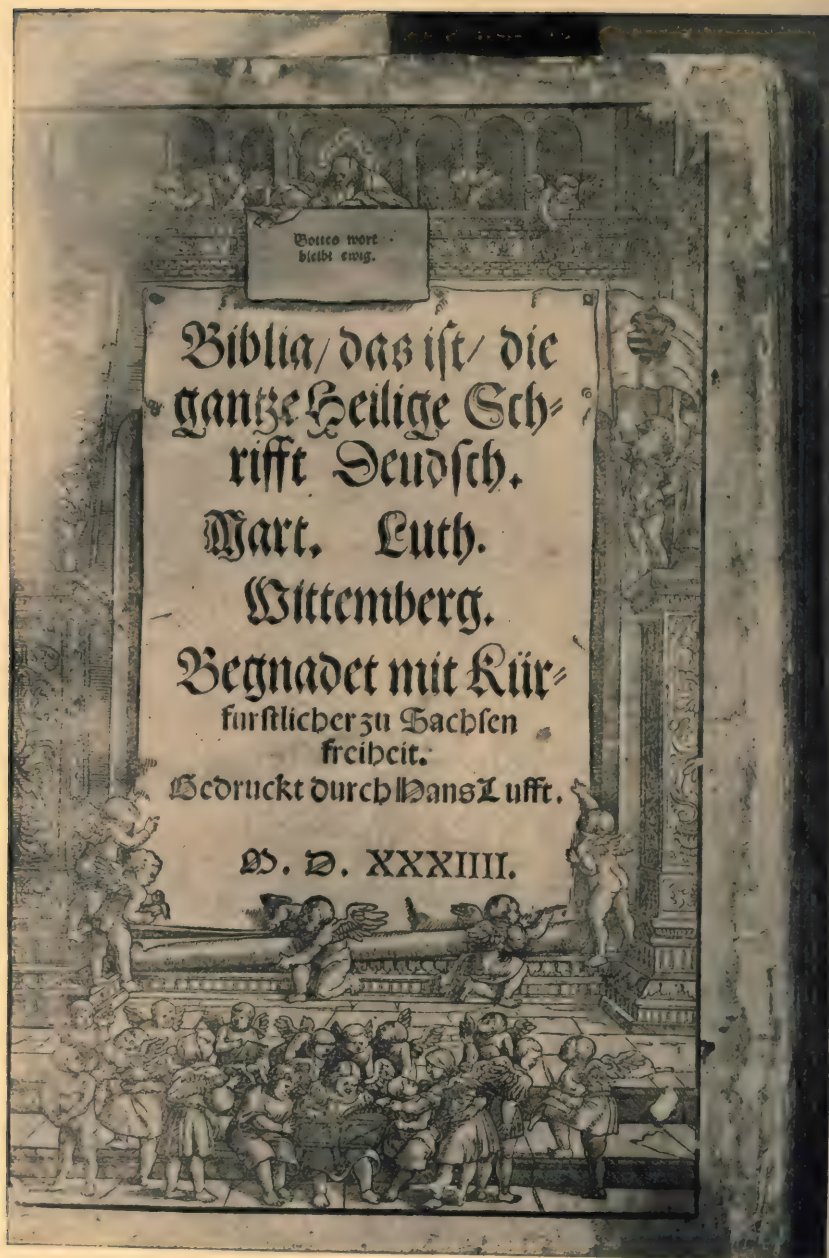 Gottes wort
bleibt ewig.
Biblia/ das ist/ die
gantze Heilige Sch⸗
rifft Deudsch.
Mart. Luth.
Wittemberg.
Begnadet mit Kür⸗
furstlicher zu Sachsen
freiheit.
Gedruckt durch Hans Lufft.
M. D. XXXIIII.